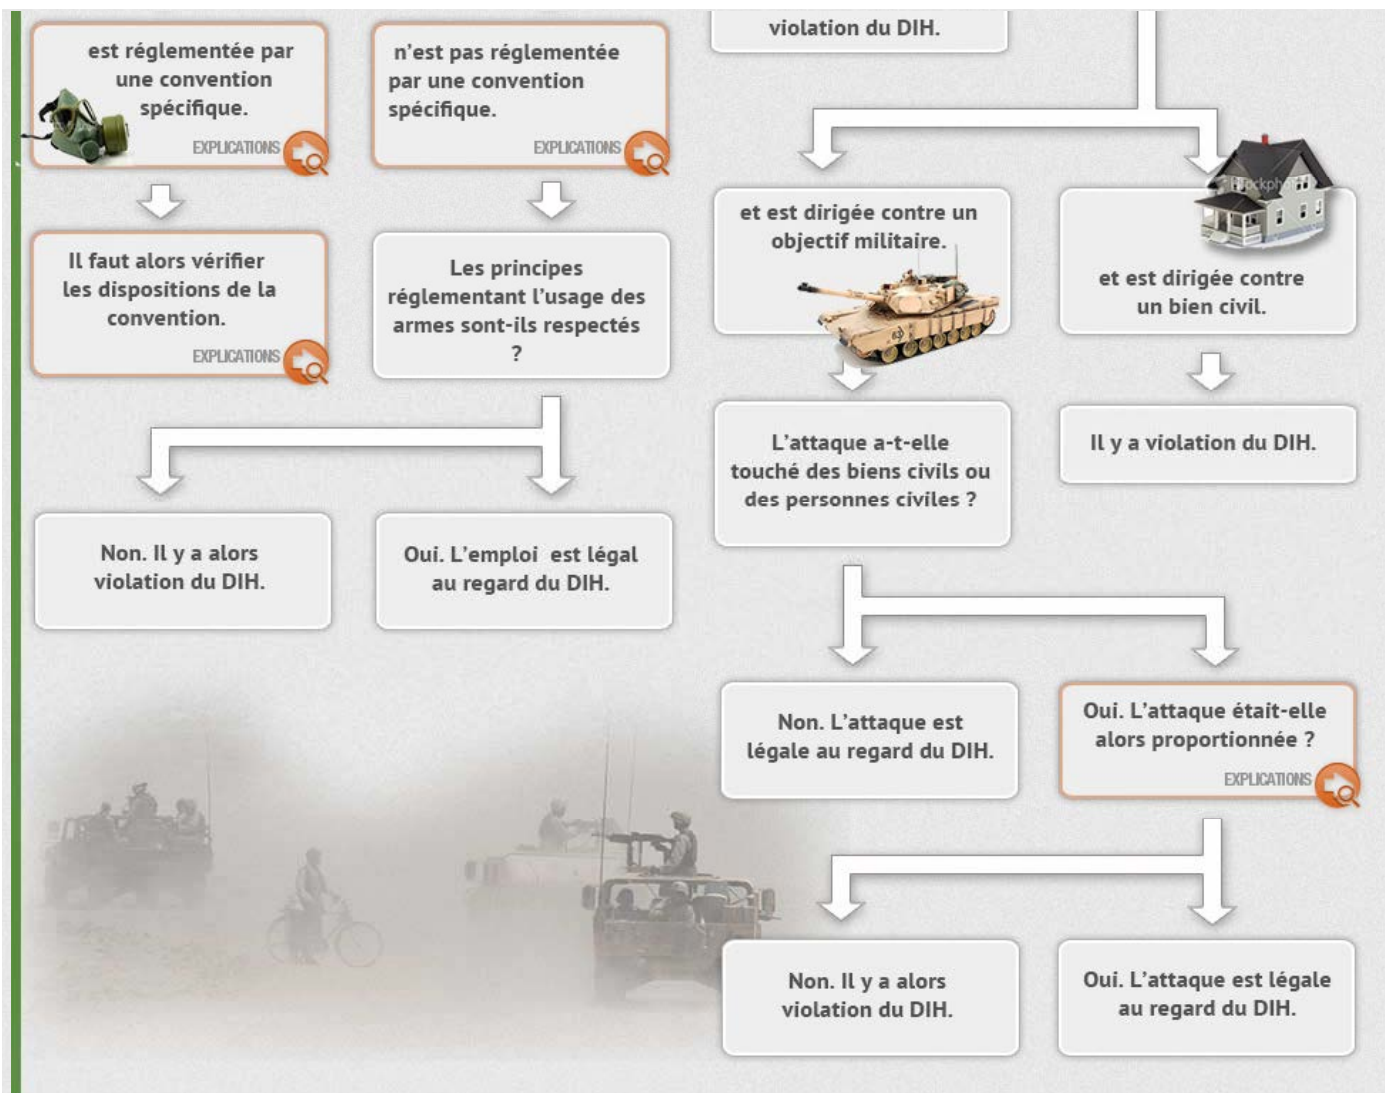 est réglementée par
une convention
spécifique.
EXPLICATIONS
n'est pas réglementée
par une convention
spécifique.
EXPLICATIONS
violation du DIH.
Il faut alors vérifier
les dispositions de la
convention.
EXPLICATIONS
Les principes
réglementant l'usage des
armes sont-ils respectés
?
et est dirigée contre un
objectif militaire.
et est dirigée contre
un bien civil.
L'attaque a-t-elle
touché des biens civils ou
des personnes civiles ?
Il y a violation du DIH.
Non. Il y a alors
violation du DIH.
Oui. L'emploi  est légal
au regard du DIH.
Non. L'attaque est
légale au regard du DIH.
Oui. L'attaque était-elle
alors proportionnée ?
EXPLICATIONS
Non. Il y a alors
violation du DIH.
Oui. L'attaque est légale
au regard du DIH.